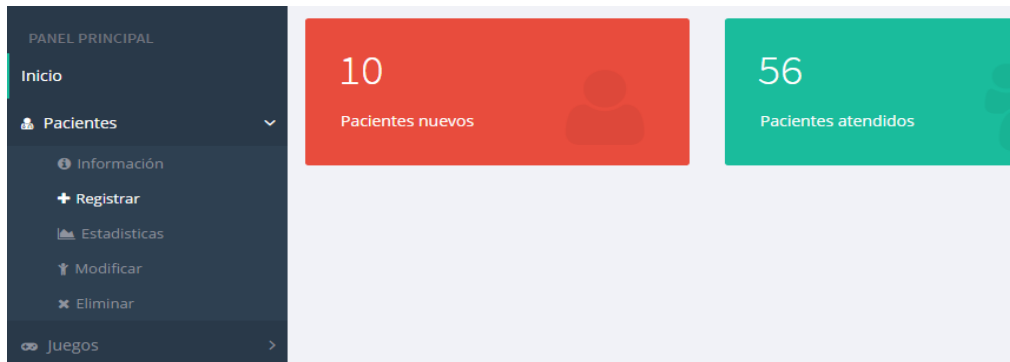 PANEL PRINCIPAL
Inicio
Pacientes
Información
Registrar
Estadisticas
Modificar
Eliminar
Juegos
10
Pacientes nuevos
56
Pacientes atendidos